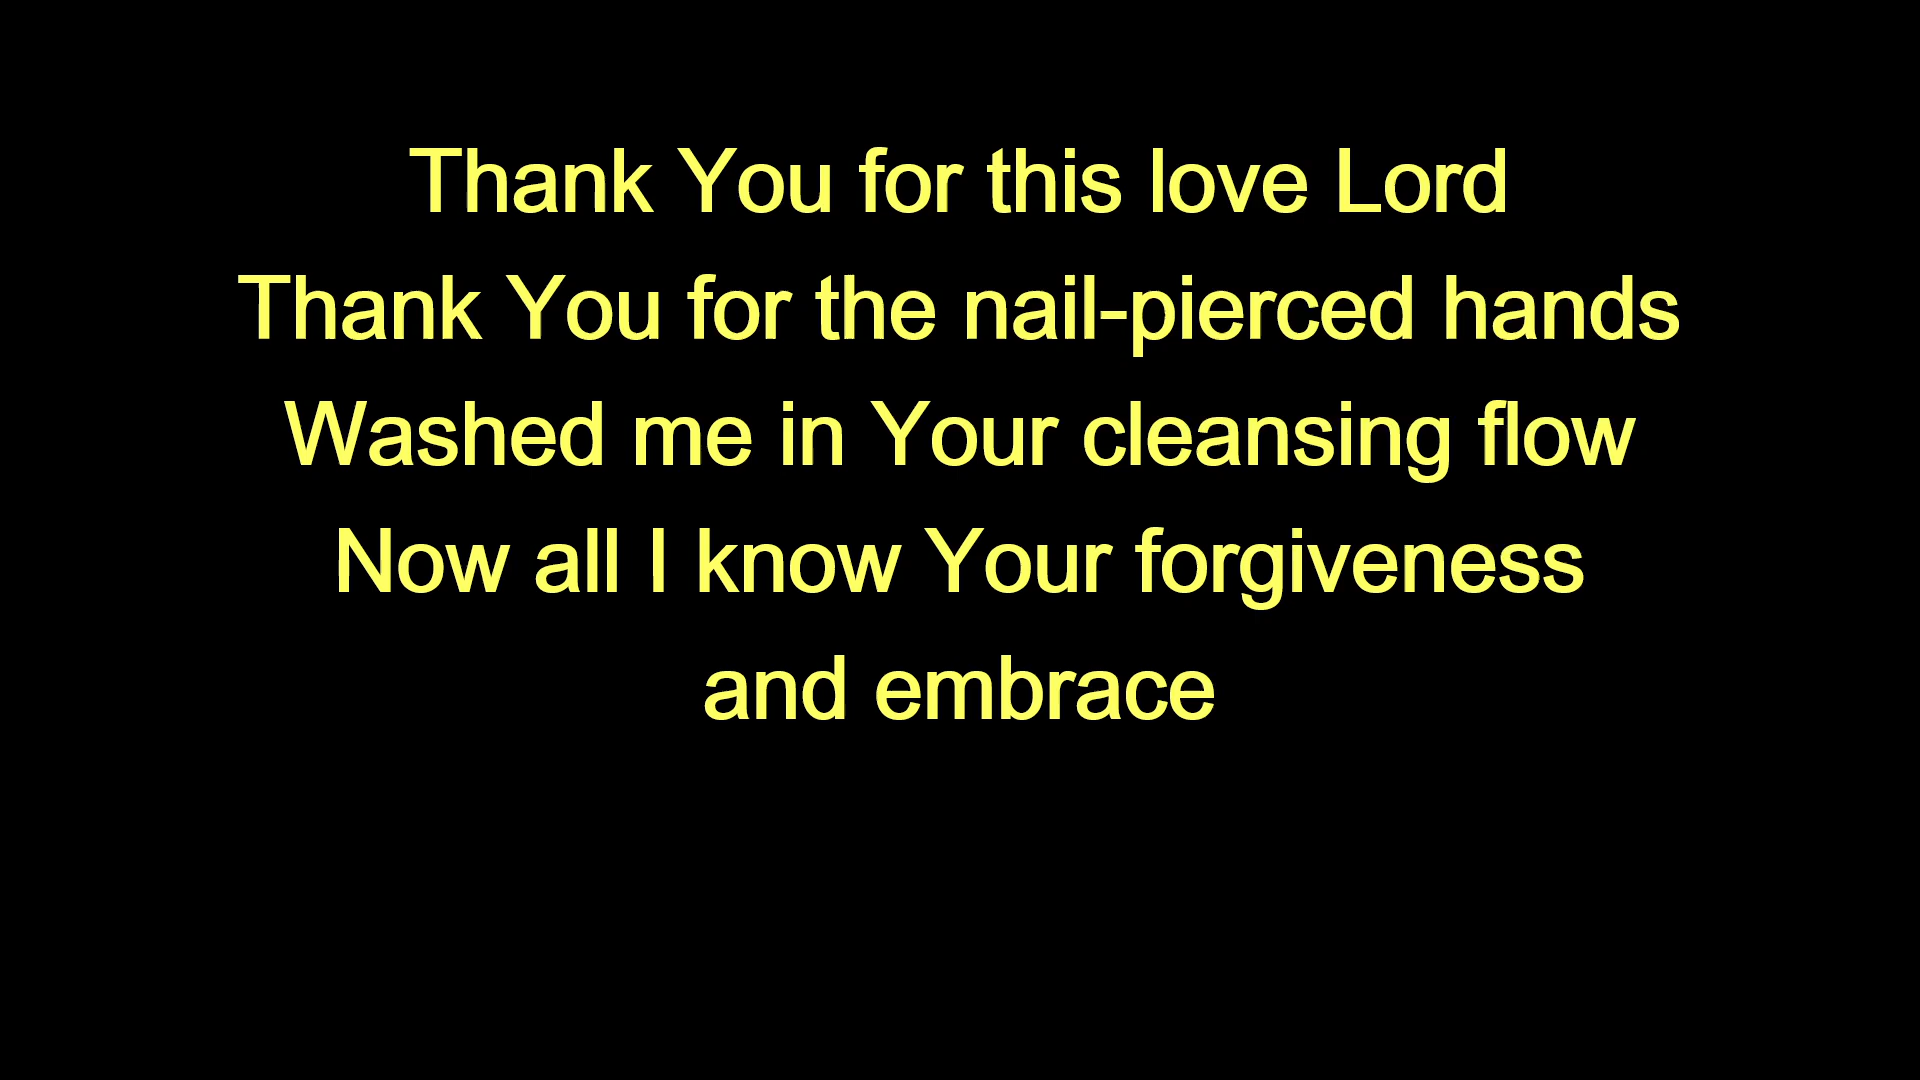 Thank You for this love Lord
Thank You for the nail-pierced hands
Washed me in Your cleansing flow
Now all I know Your forgiveness
and embrace